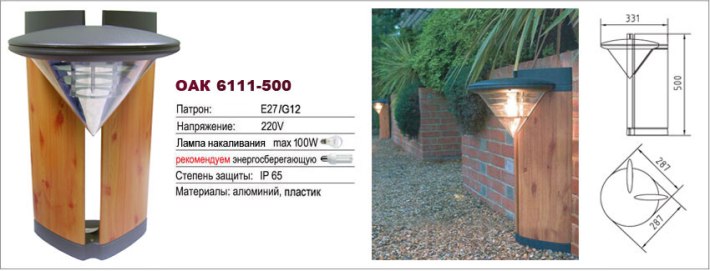 OAK 6111-500
Патрон: E27/G12
Напряжение: 220V
Лампа накаливания max 100W
рекомендуем энергосберегающую
Степень защиты: IP 65
Материалы: алюминий, пластик
331
500
287
287